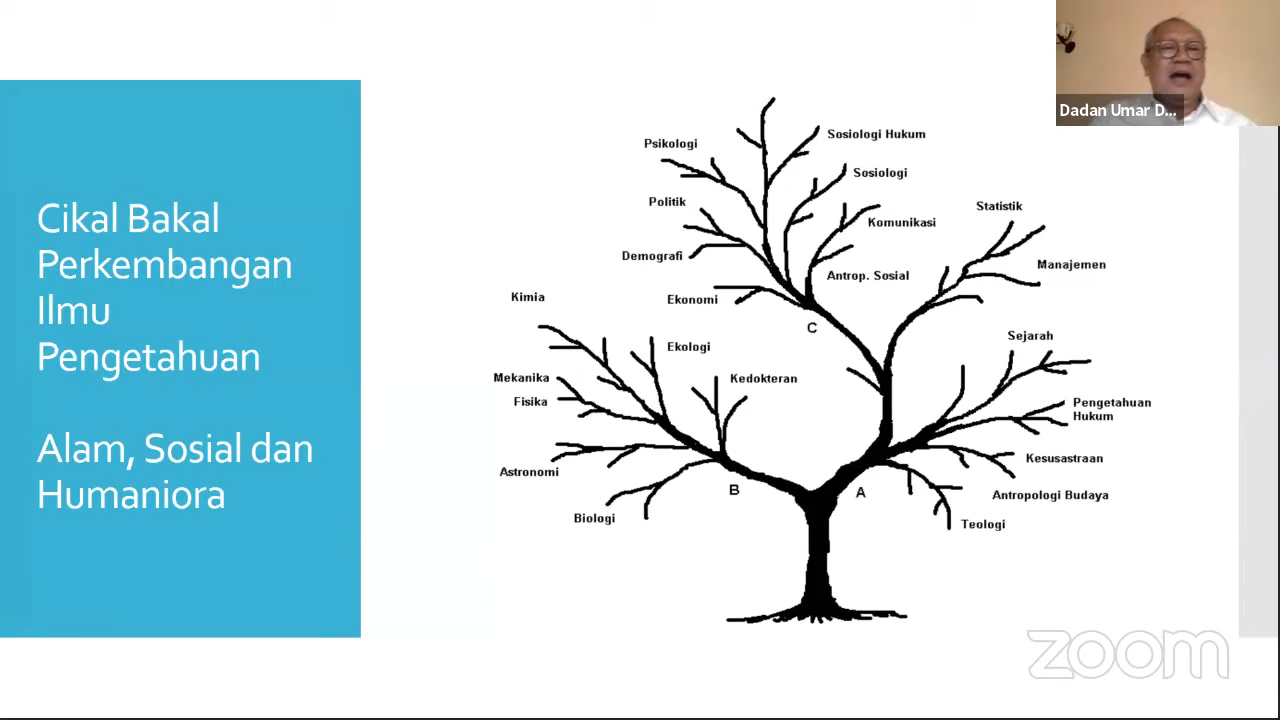 Cikal Bakal
Perkembangan
Ilmu
Pengetahuan
Alam, Sosial dan
Humaniora
Dadan Umar D...
Psikologi
Sosiologi Hukum
Sosiologi
Politik
Statistik
Komunikasi
Demografi
Manajemen
Antrop. Sosial
Kimia
Ekonomi
C
Sejarah
Ekologi
Mekanika
Kedokteran
Fisika
Pengetahuan
Hukum
Kesusastraan
Astronomi
B
A
Antropologi Budaya
Biologi
Teologi
zoom